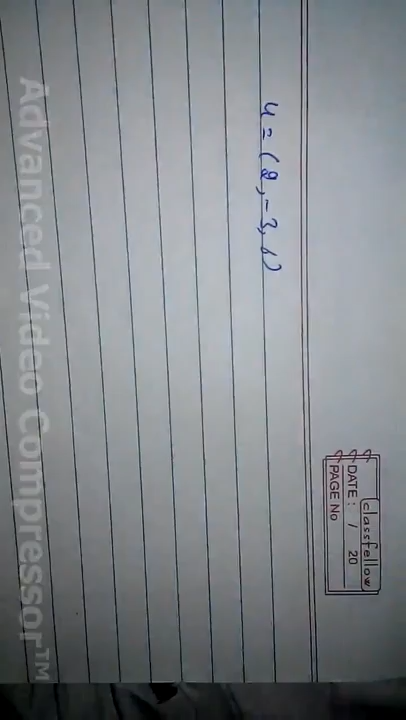 classfellow
DATE: / 20
PAGE No
u = (2, -3, 1)
Advanced Video Compressor™